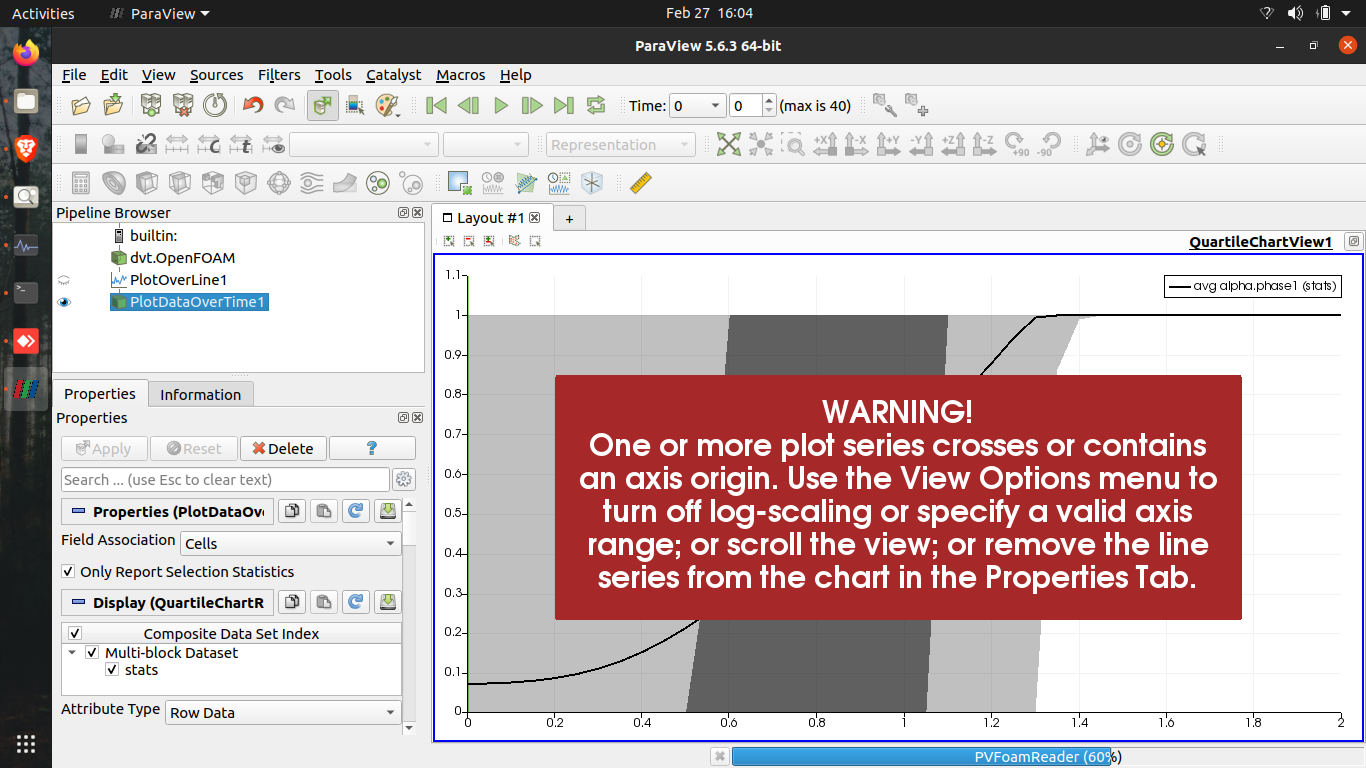 Activities ParaView Feb 27 16:04
ParaView 5.6.3 64-bit
File Edit View Sources Filters Tools Catalyst Macros Help
Time: 0 0 (max is 40)
Representation +X -X +Y -Y +Z -Z +90 -90
Pipeline Browser
builtin:
dvt.OpenFOAM
PlotOverLine1
PlotDataOverTime1
Properties Information
Properties
Apply Reset Delete ?
Search ... (use Esc to clear text)
Properties (PlotDataOve
Field Association Cells
Only Report Selection Statistics
Display (QuartileChartR
Composite Data Set Index
Multi-block Dataset
stats
Attribute Type Row Data
Layout #1 +
QuartileChartView1
avg alpha.phase1 (stats)
1.1
1
0.9
0.8
0.7
0.6
0.5
0.4
0.3
0.2
0.1
0
0 0.2 0.4 0.6 0.8 1 1.2 1.4 1.6 1.8 2
WARNING!
One or more plot series crosses or contains
an axis origin. Use the View Options menu to
turn off log-scaling or specify a valid axis
range; or scroll the view; or remove the line
series from the chart in the Properties Tab.
PVFoamReader (60%)